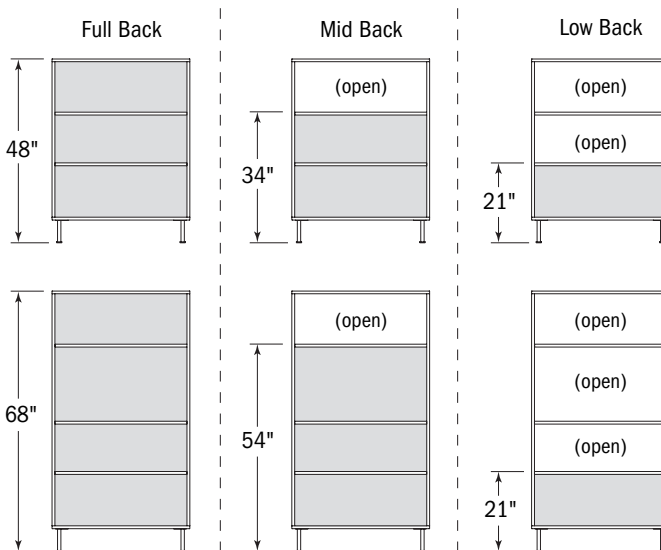 Full Back
Mid Back
Low Back
(open)
(open)
48"
(open)
34"
21"
(open)
(open)
(open)
68"
54"
(open)
21"